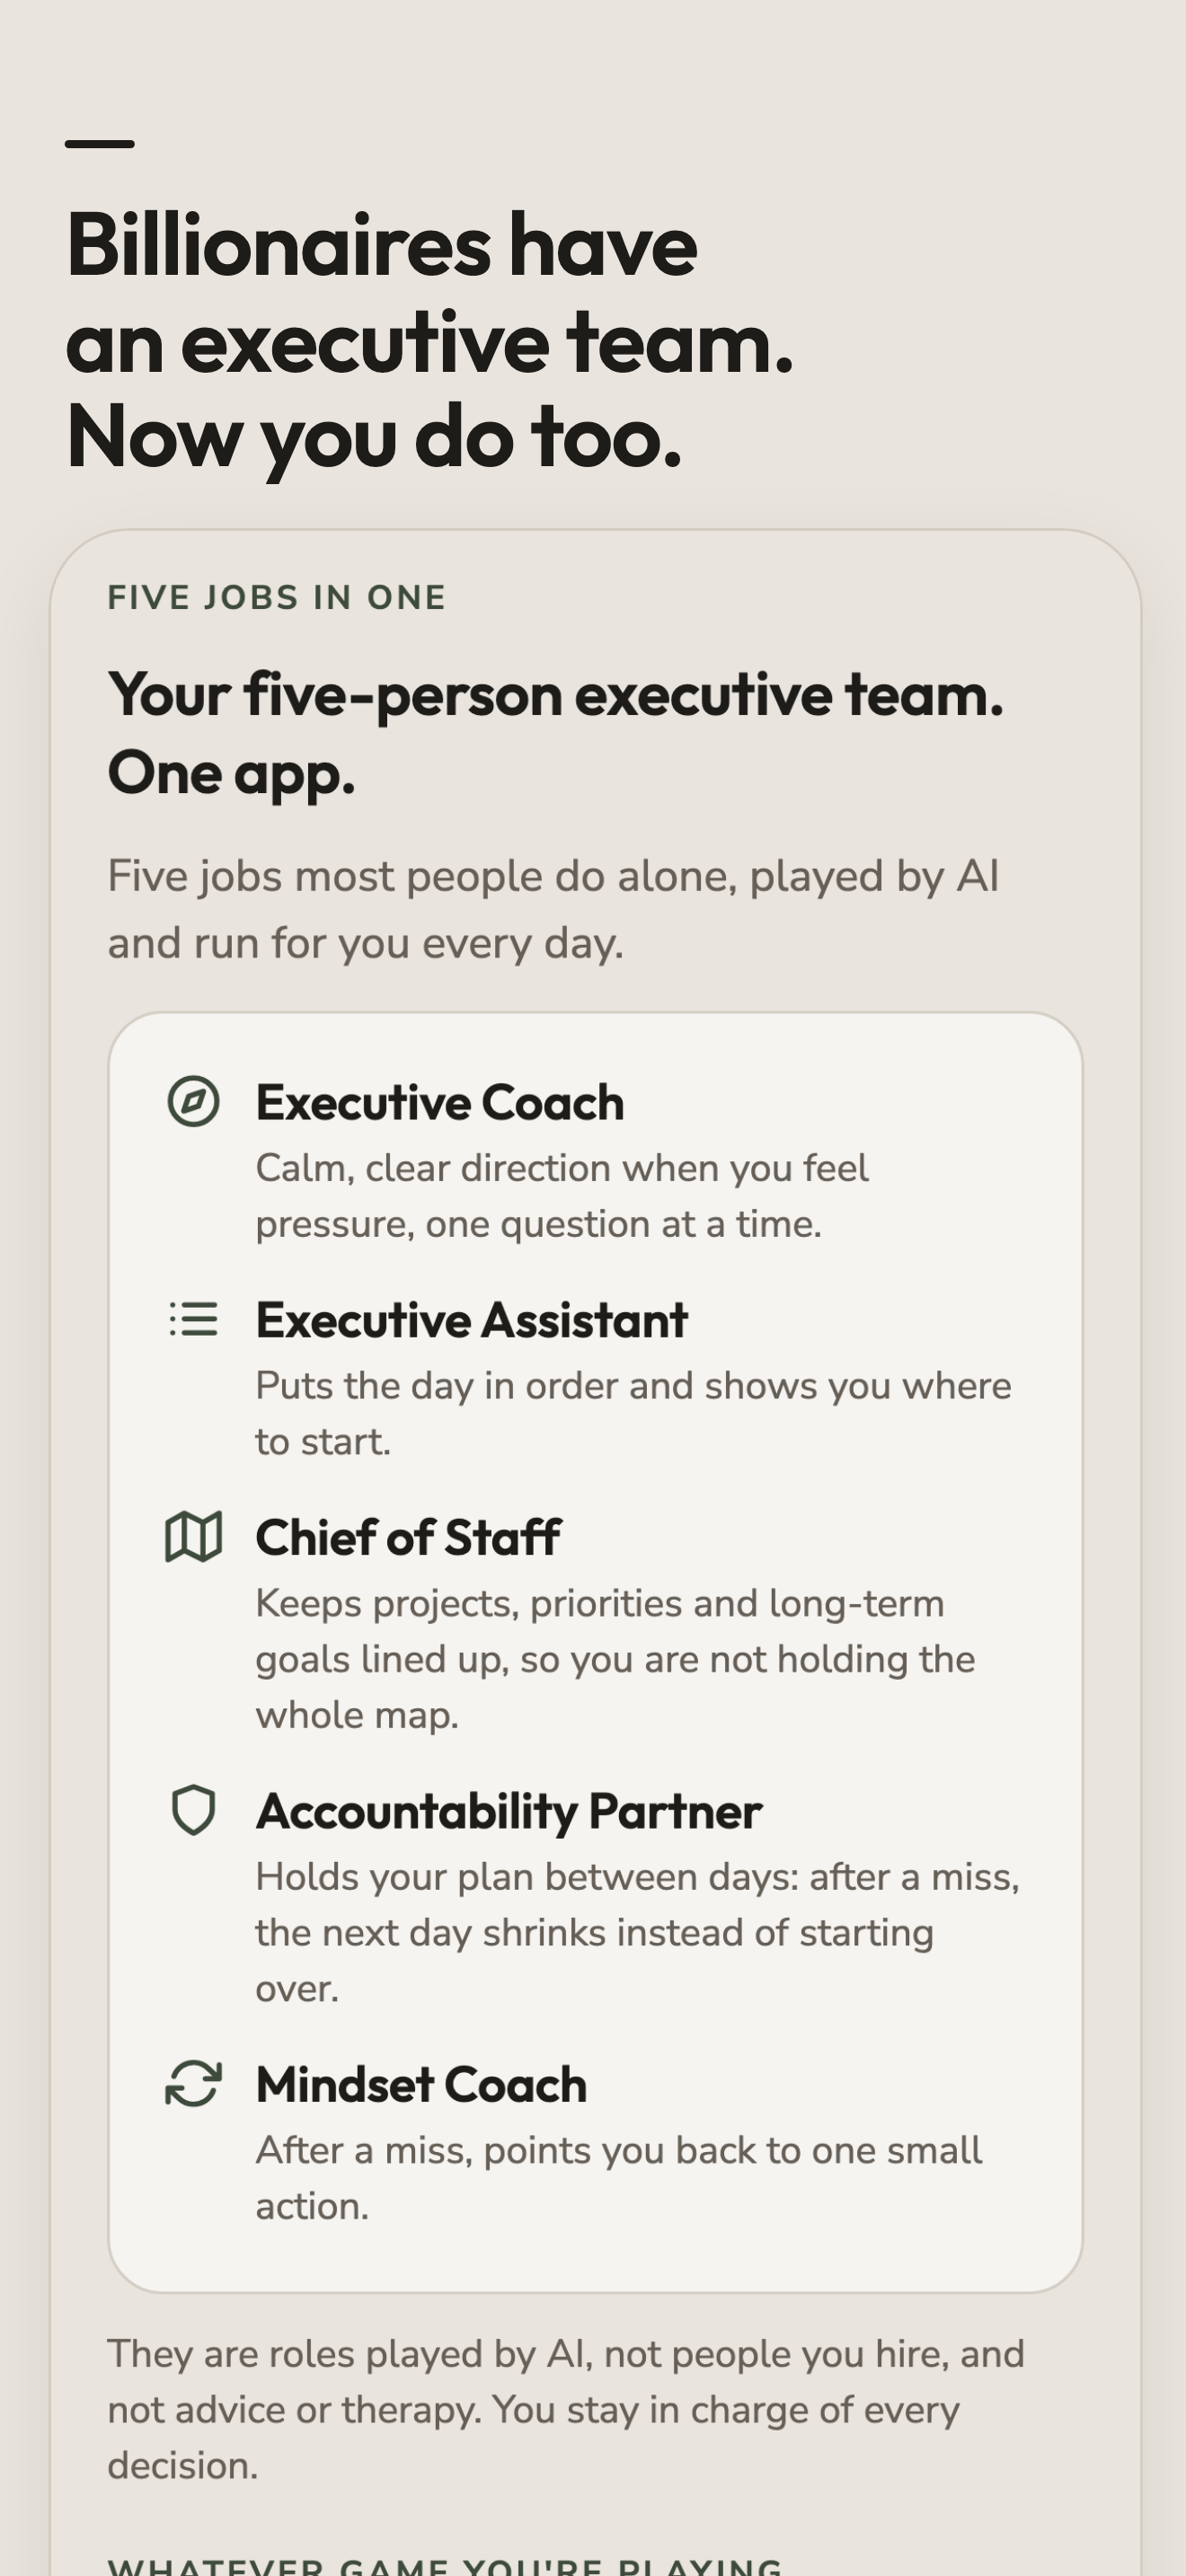 Billionaires have
an executive team.
Now you do too.
FIVE JOBS IN ONE
Your five-person executive team.
One app.
Five jobs most people do alone, played by AI
and run for you every day.
Executive Coach
Calm, clear direction when you feel
pressure, one question at a time.
Executive Assistant
Puts the day in order and shows you where
to start.
Chief of Staff
Keeps projects, priorities and long-term
goals lined up, so you are not holding the
whole map.
Accountability Partner
Holds your plan between days: after a miss,
the next day shrinks instead of starting
over.
Mindset Coach
After a miss, points you back to one small
action.
They are roles played by AI, not people you hire, and
not advice or therapy. You stay in charge of every
decision.
WHATEVER GAME YOU'RE PLAYING